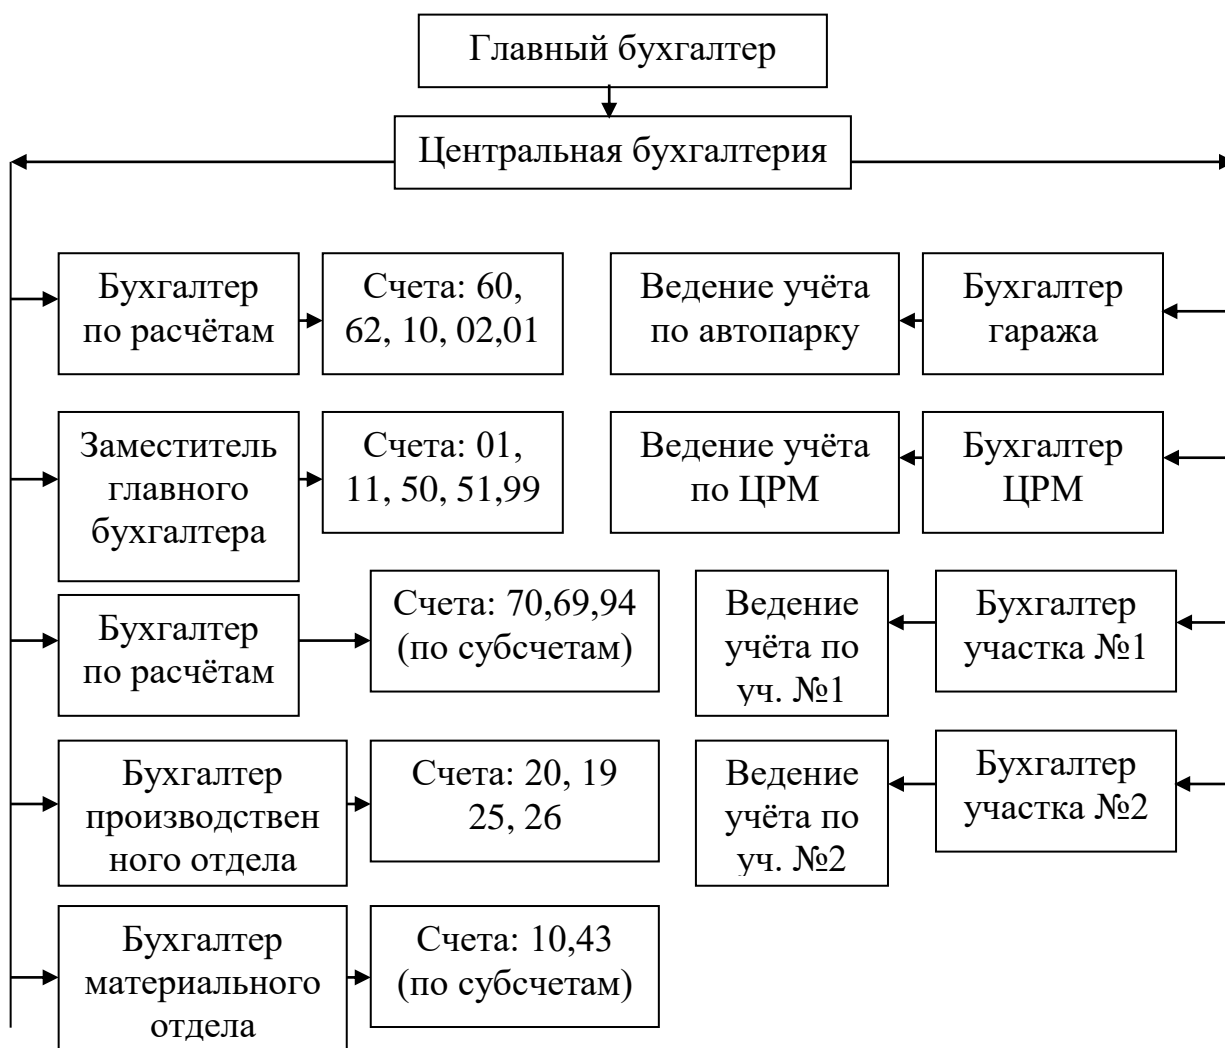 Главный бухгалтер
Центральная бухгалтерия
Бухгалтер
по расчётам
Счета: 60,
62, 10, 02,01
Ведение учёта
по автопарку
Бухгалтер
гаража
Заместитель
главного
бухгалтера
Счета: 01,
11, 50, 51,99
Ведение учёта
по ЦРМ
Бухгалтер
ЦРМ
Бухгалтер
по расчётам
Счета: 70,69,94
(по субсчетам)
Ведение
учёта по
уч. №1
Бухгалтер
участка №1
Бухгалтер
производствен
ного отдела
Счета: 20, 19
25, 26
Ведение
учёта по
уч. №2
Бухгалтер
участка №2
Бухгалтер
материального
отдела
Счета: 10,43
(по субсчетам)